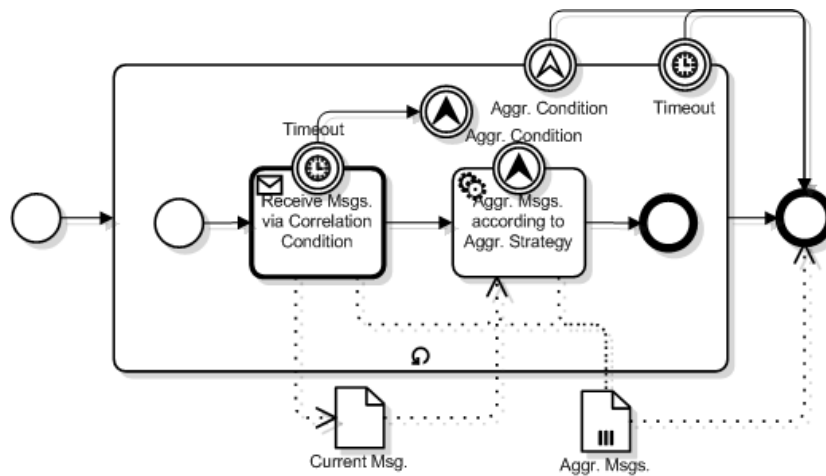 Aggr. Condition
Timeout
Timeout
Aggr. Condition
Receive Msgs.
via Correlation
Condition
Aggr. Msgs.
according to
Aggr. Strategy
Current Msg.
Aggr. Msgs.